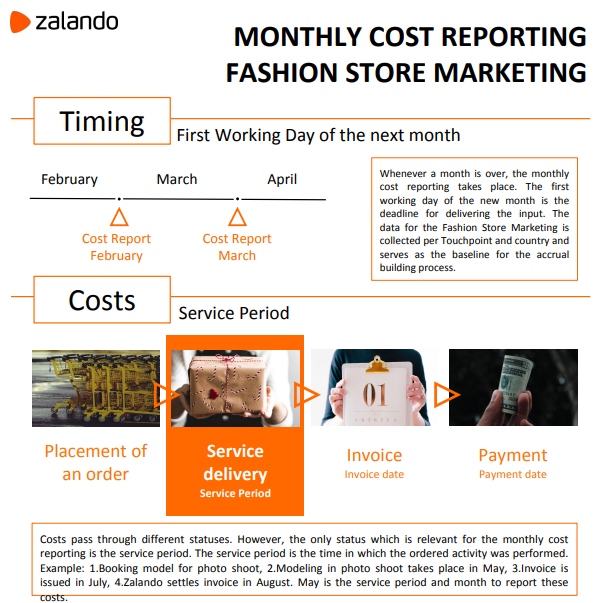 zalando
MONTHLY COST REPORTING
FASHION STORE MARKETING
Timing
First Working Day of the next month
February
March
April
Cost Report
February
Cost Report
March
Whenever a month is over, the monthly
cost reporting takes place. The first
working day of the new month is the
deadline for delivering the input. The
data for the Fashion Store Marketing is
collected per Touchpoint and country and
serves as the baseline for the accrual
building process.
Costs
Service Period
01
Placement of
an order
Service
delivery
Service Period
Invoice
Invoice date
Payment
Payment date
Costs pass through different statuses. However, the only status which is relevant for the monthly cost
reporting is the service period. The service period is the time in which the ordered activity was performed.
Example: 1.Booking model for photo shoot, 2.Modeling in photo shoot takes place in May, 3.Invoice is
issued in July, 4.Zalando settles invoice in August. May is the service period and month to report these
costs.